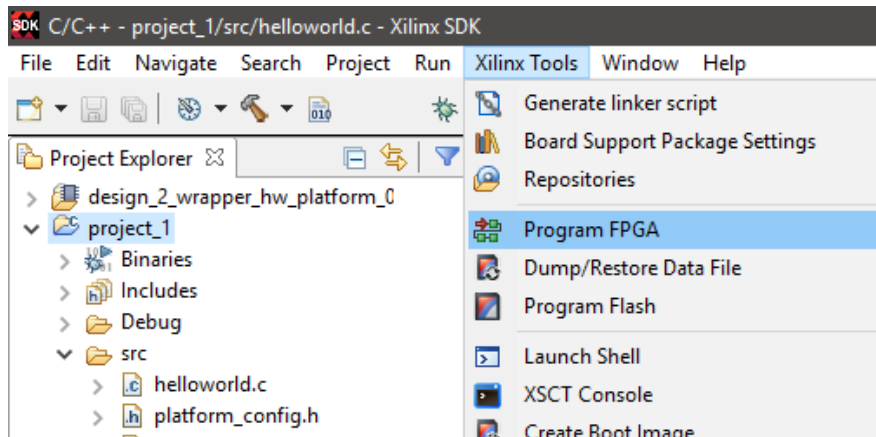 SDK C/C++ - project_1/src/helloworld.c - Xilinx SDK
File Edit Navigate Search Project Run Xilinx Tools Window Help
010
Project Explorer
design_2_wrapper_hw_platform_0
project_1
Binaries
Includes
Debug
src
.c helloworld.c
.h platform_config.h
Generate linker script
Board Support Package Settings
Repositories
Program FPGA
Dump/Restore Data File
Program Flash
Launch Shell
XSCT Console
Create Boot Image